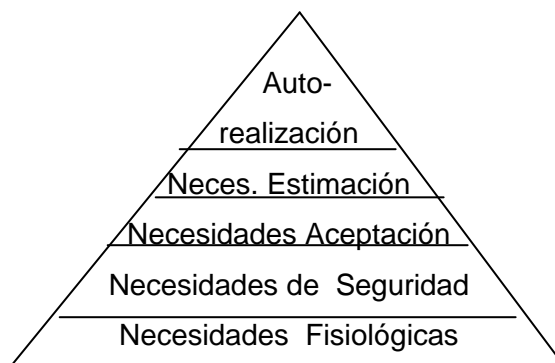 Auto-
realización
Neces. Estimación
Necesidades Aceptación
Necesidades de Seguridad
Necesidades Fisiológicas